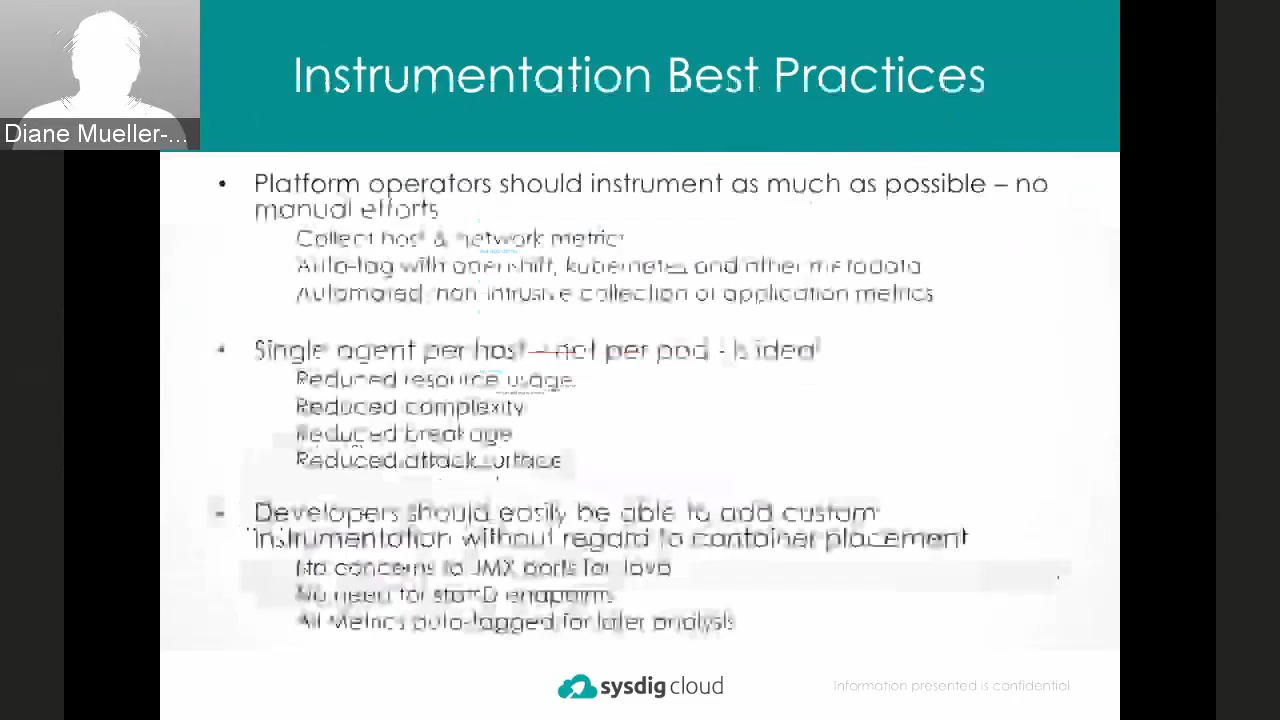 Instrumentation Best Practices
Diane Mueller-...
• Platform operators should instrument as much as possible – no
manual efforts
Collect host & network metrics
Auto-tag with openshift, kubernetes and other metadata
Automated, non-intrusive collection of application metrics
• Single agent per host – not per pod - is ideal
Reduced resource usage
Reduced complexity
Reduced breakage
Reduced attack surface
• Developers should easily be able to add custom
instrumentation without regard to container placement
No concerns to JMX ports for Java
No need for statsD endpoints
All Metrics auto-tagged for later analysis
sysdig cloud
Information presented is confidential